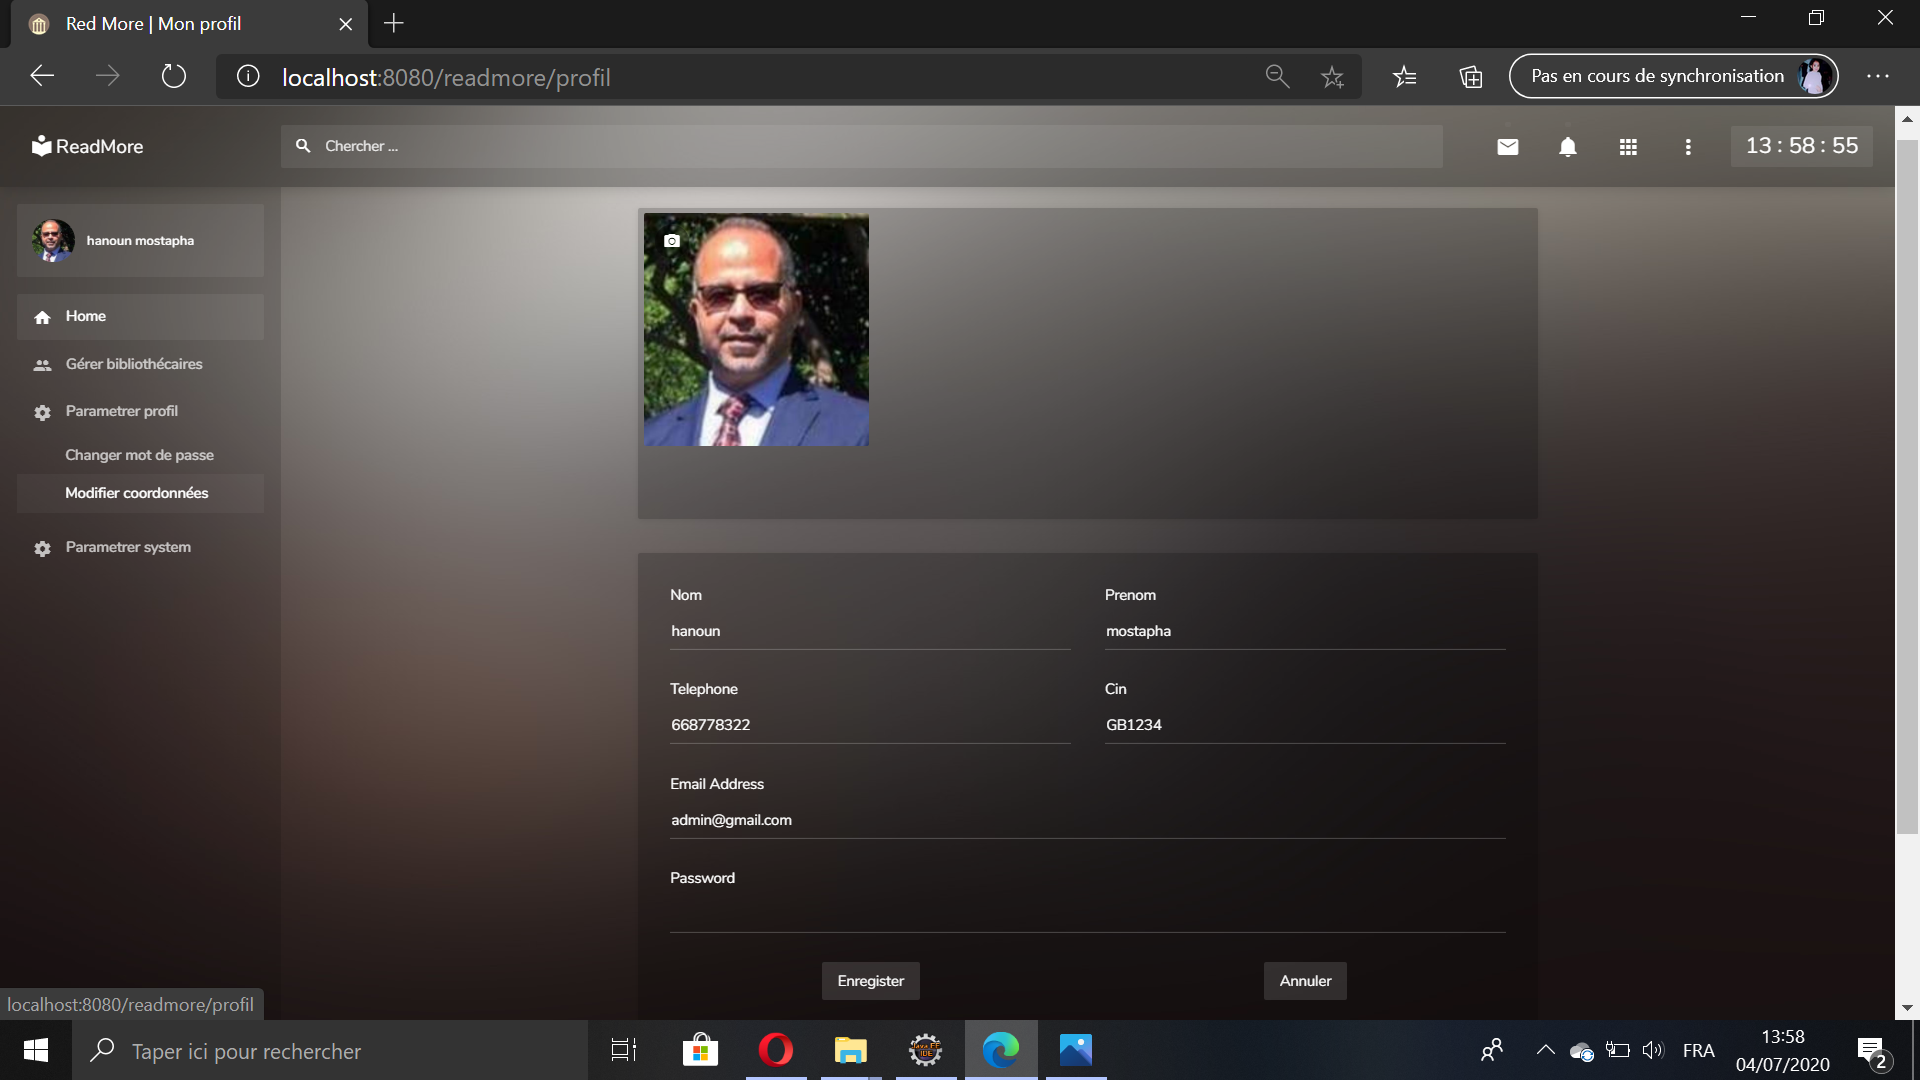 Red More | Mon profil
localhost:8080/readmore/profil
Pas en cours de synchronisation
ReadMore
Chercher ...
13 : 58 : 55
hanoun mostapha
Home
Gérer bibliothécaires
Parametrer profil
Changer mot de passe
Modifier coordonnées
Parametrer system
Nom
Prenom
hanoun
mostapha
Telephone
Cin
668778322
GB1234
Email Address
admin@gmail.com
Password
Enregister
Annuler
localhost:8080/readmore/profil
Taper ici pour rechercher
Java EE
IDE
FRA
13:58
04/07/2020
2